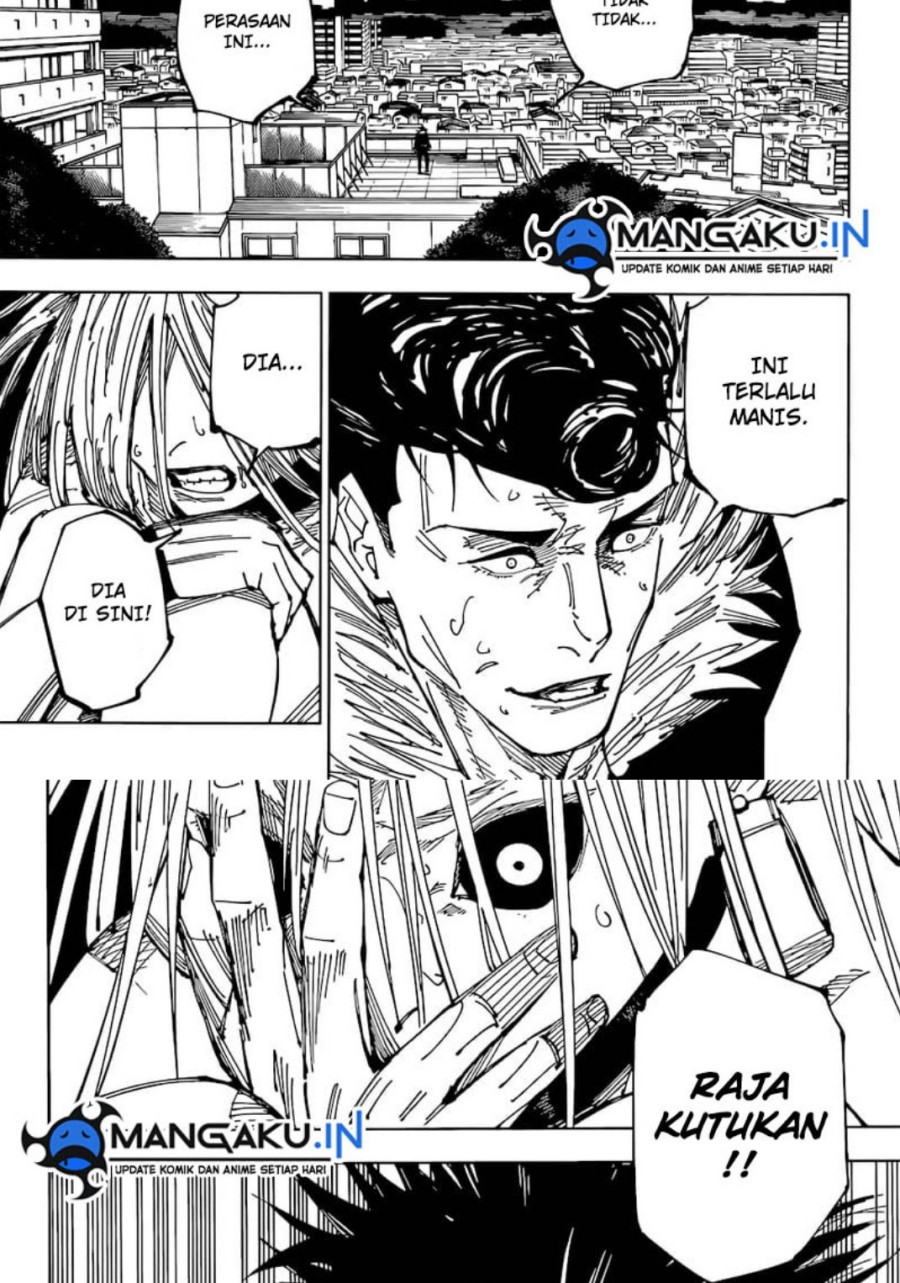 TIDAK
TIDAK...
PERASAAN
INI...
MANGAKU.IN
UPDATE KOMIK DAN ANIME SETIAP HARI
INI
TERLALU
MANIS.
DIA...
DIA
DI SINI!
RAJA
KUTUKAN
!!
MANGAKU.IN
UPDATE KOMIK DAN ANIME SETIAP HARI